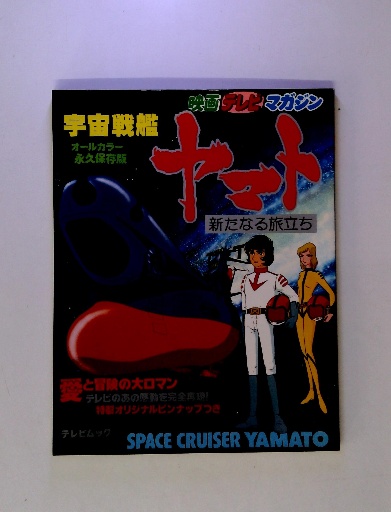 映画テレビマガジン
宇宙戦艦
オールカラー
永久保存版
ヤマト
新たなる旅立ち
愛と冒険の大ロマン
テレビのあの感動を完全再現!
特製オリジナルピンナップつき
テレビムック
SPACE CRUISER YAMATO